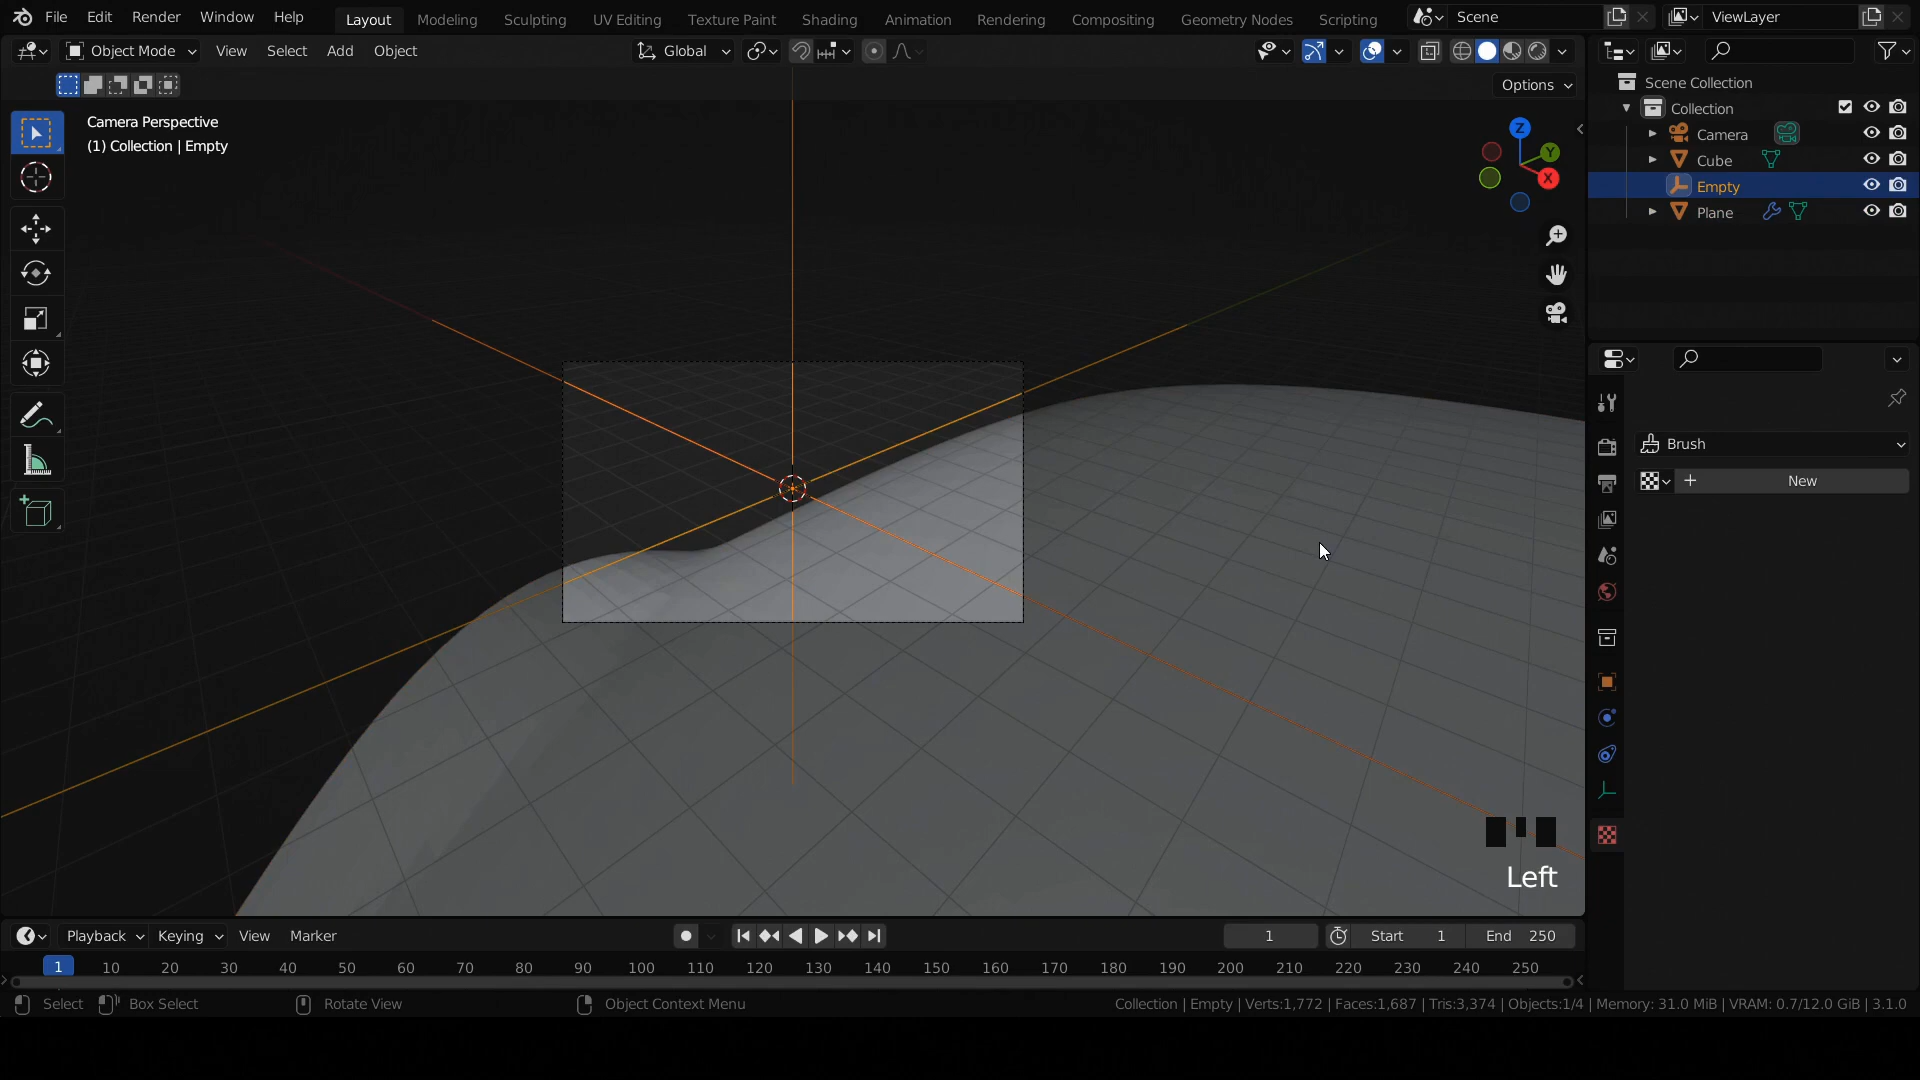 File Edit Render Window Help Layout Modeling Sculpting UV Editing Texture Paint Shading Animation Rendering Compositing Geometry Nodes Scripting Scene ViewLayer
Object Mode View Select Add Object Global
Options
Camera Perspective
(1) Collection | Empty
Z
Y
X
Scene Collection
Collection
Camera
Cube
Empty
Plane
Brush
New
Left
Playback Keying View Marker 1 Start 1 End 250
1 10 20 30 40 50 60 70 80 90 100 110 120 130 140 150 160 170 180 190 200 210 220 230 240 250
Select Box Select Rotate View Object Context Menu Collection | Empty | Verts:1,772 | Faces:1,687 | Tris:3,374 | Objects:1/4 | Memory: 31.0 MiB | VRAM: 0.7/12.0 GiB | 3.1.0